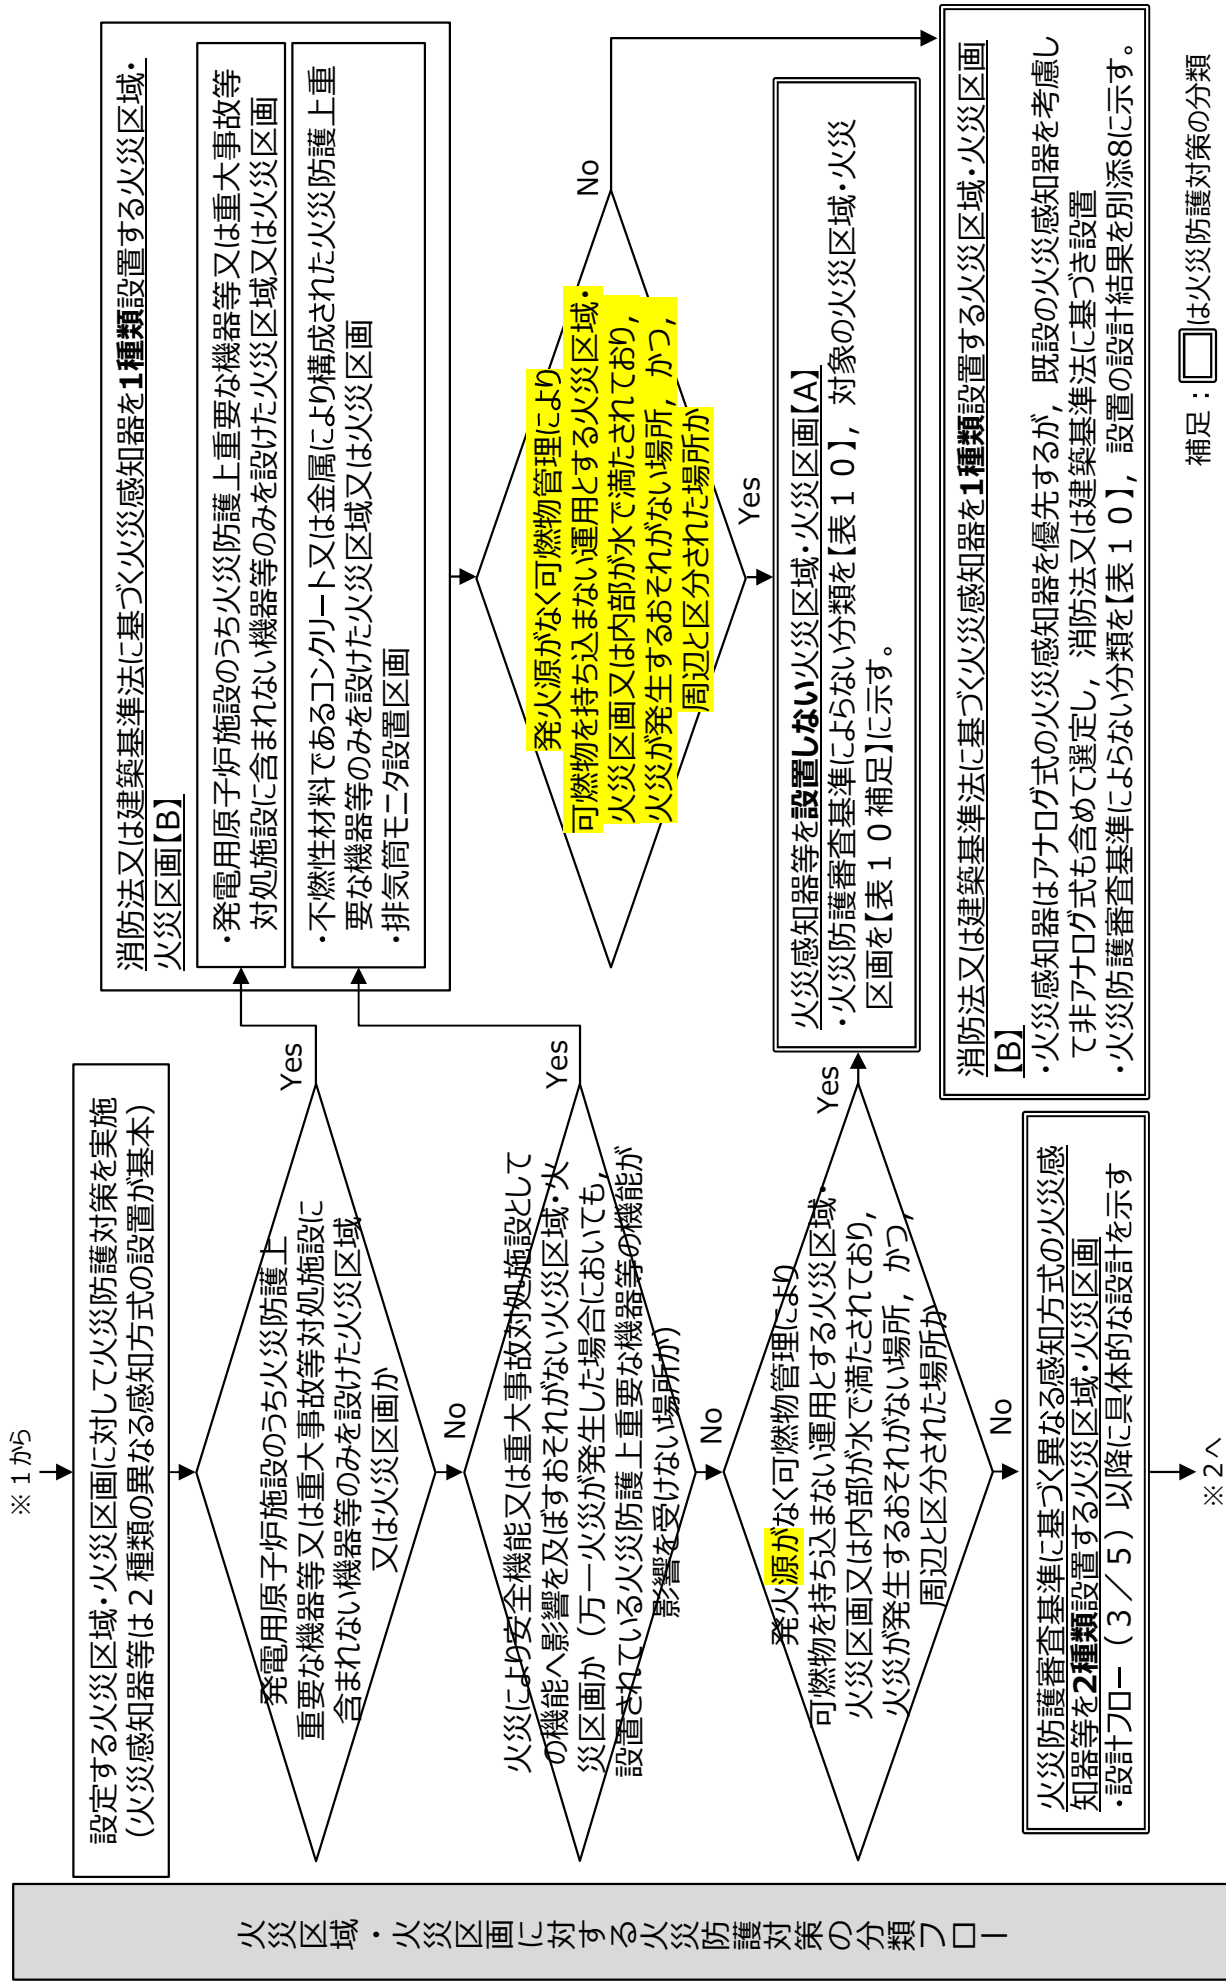 火災区域・火災区画に対する火災防護対策の分類フロー
※１から
設定する火災区域・火災区画に対して火災防護対策を実施
（火災感知器等は２種類の異なる感知方式の設置が基本）
発電用原子炉施設のうち火災防護上
重要な機器等又は重大事故等対処施設に
含まれない機器等のみを設けた火災区域
又は火災区画か
Yes
No
火災により安全機能又は重大事故対処施設として
の機能へ影響を及ぼすおそれがない火災区域・火
災区画か（万一火災が発生した場合においても，
設置されている火災防護上重要な機器等の機能が
影響を受けない場所か）
Yes
No
発火源がなく可燃物管理により
可燃物を持ち込まない運用とする火災区域・
火災区画又は内部が水で満たされており，
火災が発生するおそれがない場所，かつ，
周辺と区分された場所か
Yes
No
火災防護審査基準に基づく異なる感知方式の火災感
知器等を2種類設置する火災区域・火災区画
・設計フロー（３／５）以降に具体的な設計を示す
※２へ
消防法又は建築基準法に基づく火災感知器を1種類設置する火災区域・
火災区画【B】
・発電用原子炉施設のうち火災防護上重要な機器等又は重大事故等
対処施設に含まれない機器等のみを設けた火災区域又は火災区画
・不燃性材料であるコンクリート又は金属により構成された火災防護上重
要な機器等のみを設けた火災区域又は火災区画
・排気筒モニタ設置区画
発火源がなく可燃物管理により
可燃物を持ち込まない運用とする火災区域・
火災区画又は内部が水で満たされており，
火災が発生するおそれがない場所，かつ，
周辺と区分された場所か
No
Yes
火災感知器等を設置しない火災区域・火災区画【A】
・火災防護審査基準によらない分類を【表１０】，対象の火災区域・火災
区画を【表１０補足】に示す。
消防法又は建築基準法に基づく火災感知器を1種類設置する火災区域・火災区画
【B】
・火災感知器はアナログ式の火災感知器を優先するが，既設の火災感知器を考慮し
て非アナログ式も含めて選定し，消防法又は建築基準法に基づき設置
・火災防護審査基準によらない分類を【表１０】，設置の設計結果を別添8に示す。
補足：は火災防護対策の分類